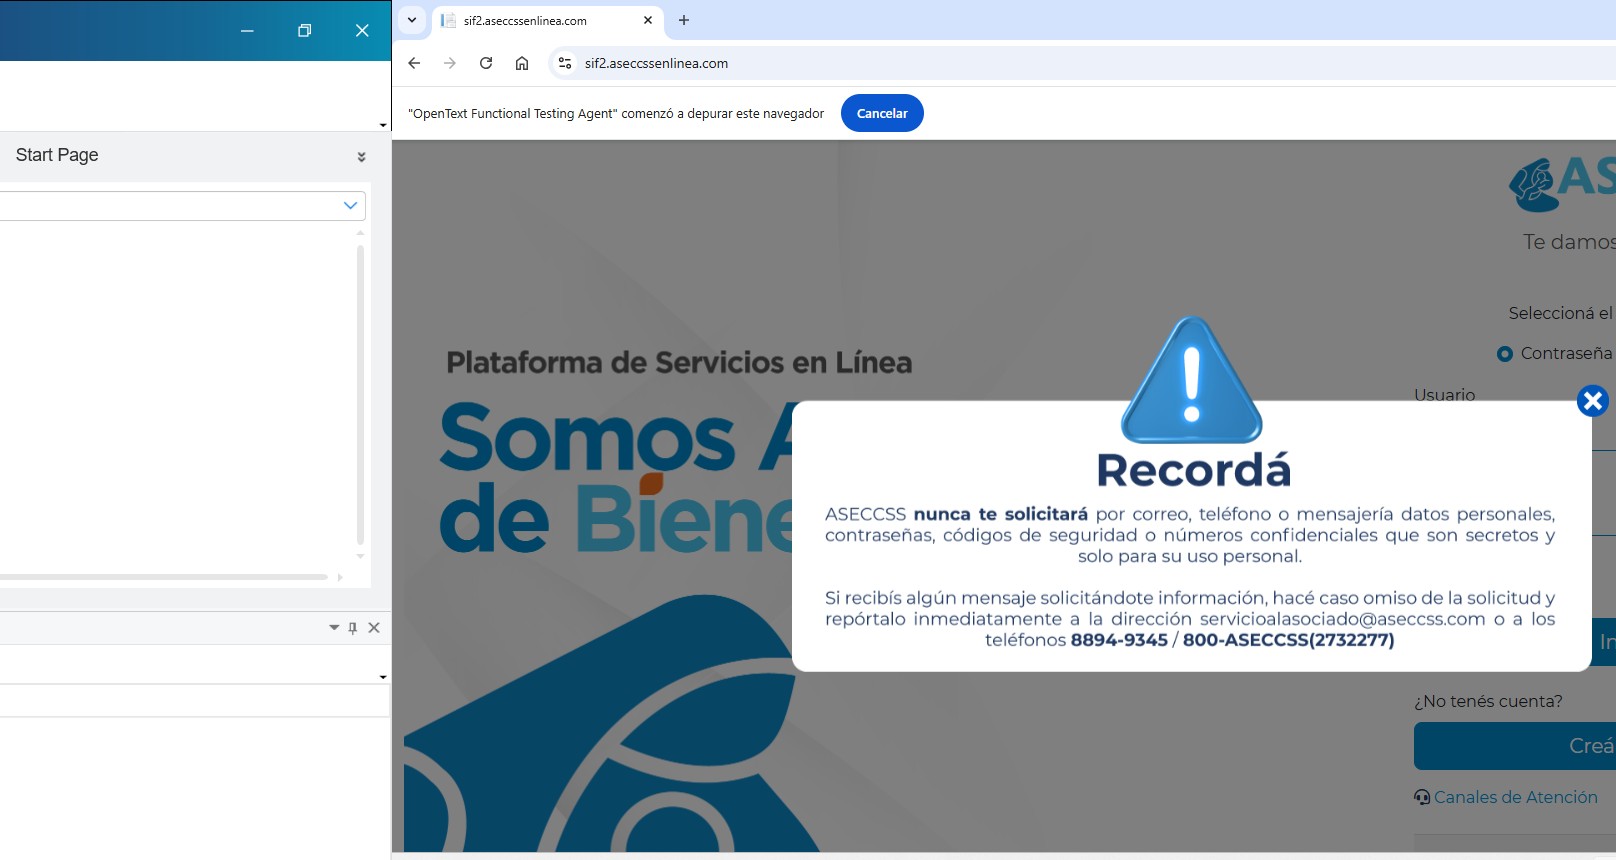 sif2.aseccssenlinea.com
sif2.aseccssenlinea.com
"OpenText Functional Testing Agent" comenzó a depurar este navegador
Cancelar
Start Page
AS
Te damos
Seleccioná el
Contraseña
Usuario
Plataforma de Servicios en Línea
Somos A
de Biene
Recordá
ASECCSS nunca te solicitará por correo, teléfono o mensajería datos personales,
contraseñas, códigos de seguridad o números confidenciales que son secretos y
solo para su uso personal.
Si recibís algún mensaje solicitándote información, hacé caso omiso de la solicitud y
repórtalo inmediatamente a la dirección servicioalasociado@aseccss.com o a los
teléfonos 8894-9345 / 800-ASECCSS(2732277)
In
¿No tenés cuenta?
Creá
Canales de Atención